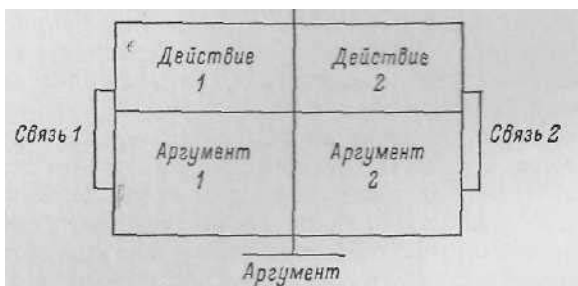 Действие Действие
1 2
Связь 1 Связь 2
Аргумент Аргумент
1 2
Аргумент